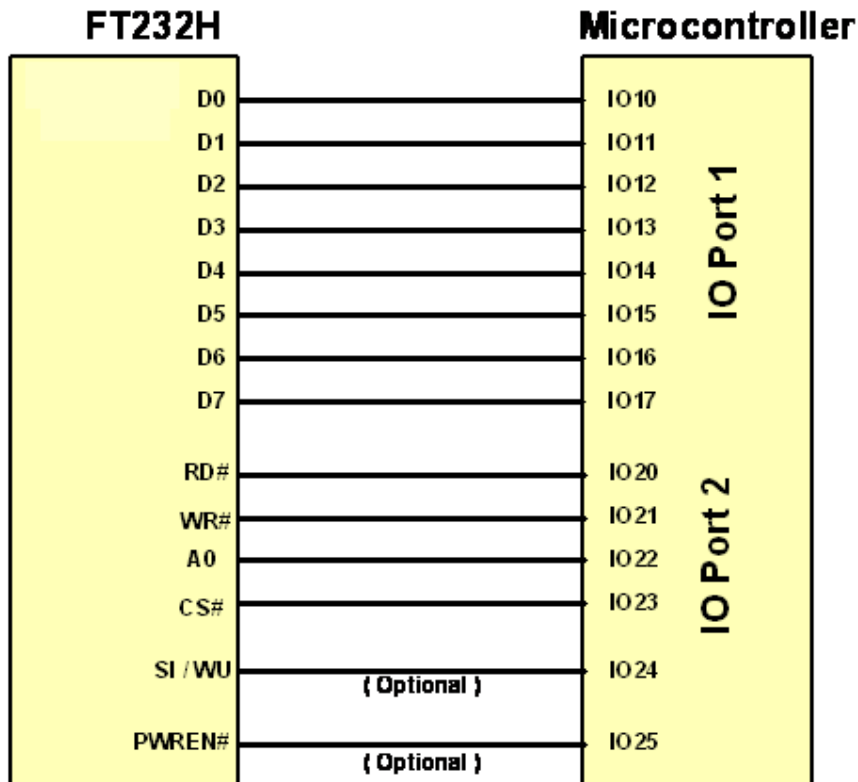 FT232H Microcontroller
D0 IO10
D1 IO11
D2 IO12
D3 IO13
D4 IO14
D5 IO15
D6 IO16
D7 IO17
IO Port 1
RD# IO20
WR# IO21
A0 IO22
CS# IO23
SI / WU ( Optional ) IO24
PWREN# ( Optional ) IO25
IO Port 2